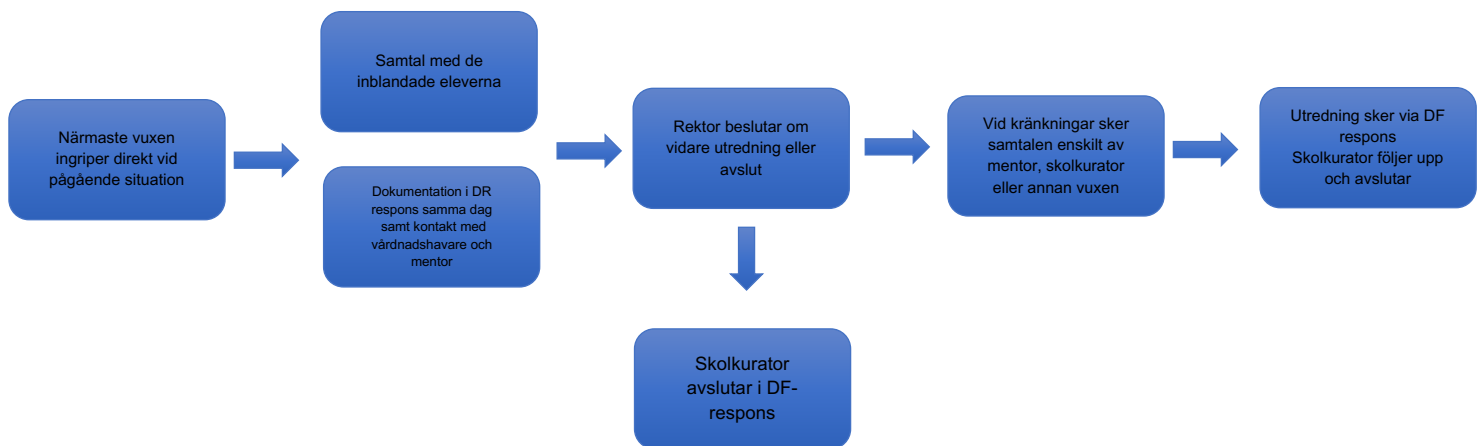 Närmaste vuxen
ingriper direkt vid
pågående situation
Samtal med de
inblandade eleverna
Dokumentation i DR
respons samma dag
samt kontakt med
vårdnadshavare och
mentor
Rektor beslutar om
vidare utredning eller
avslut
Skolkurator
avslutar i DF-
respons
Vid kränkningar sker
samtalen enskilt av
mentor, skolkurator
eller annan vuxen
Utredning sker via DF
respons
Skolkurator följer upp
och avslutar